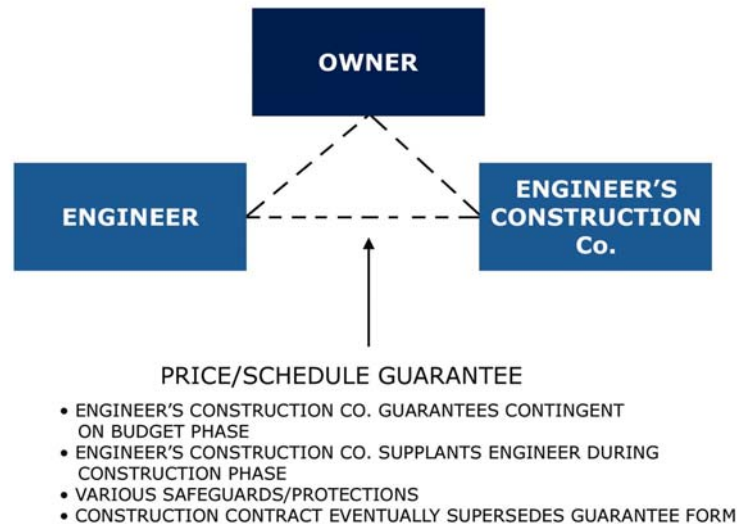 OWNER
ENGINEER
ENGINEER'S
CONSTRUCTION
Co.
PRICE/SCHEDULE GUARANTEE
• ENGINEER'S CONSTRUCTION CO. GUARANTEES CONTINGENT
ON BUDGET PHASE
• ENGINEER'S CONSTRUCTION CO. SUPPLANTS ENGINEER DURING
CONSTRUCTION PHASE
• VARIOUS SAFEGUARDS/PROTECTIONS
• CONSTRUCTION CONTRACT EVENTUALLY SUPERSEDES GUARANTEE FORM